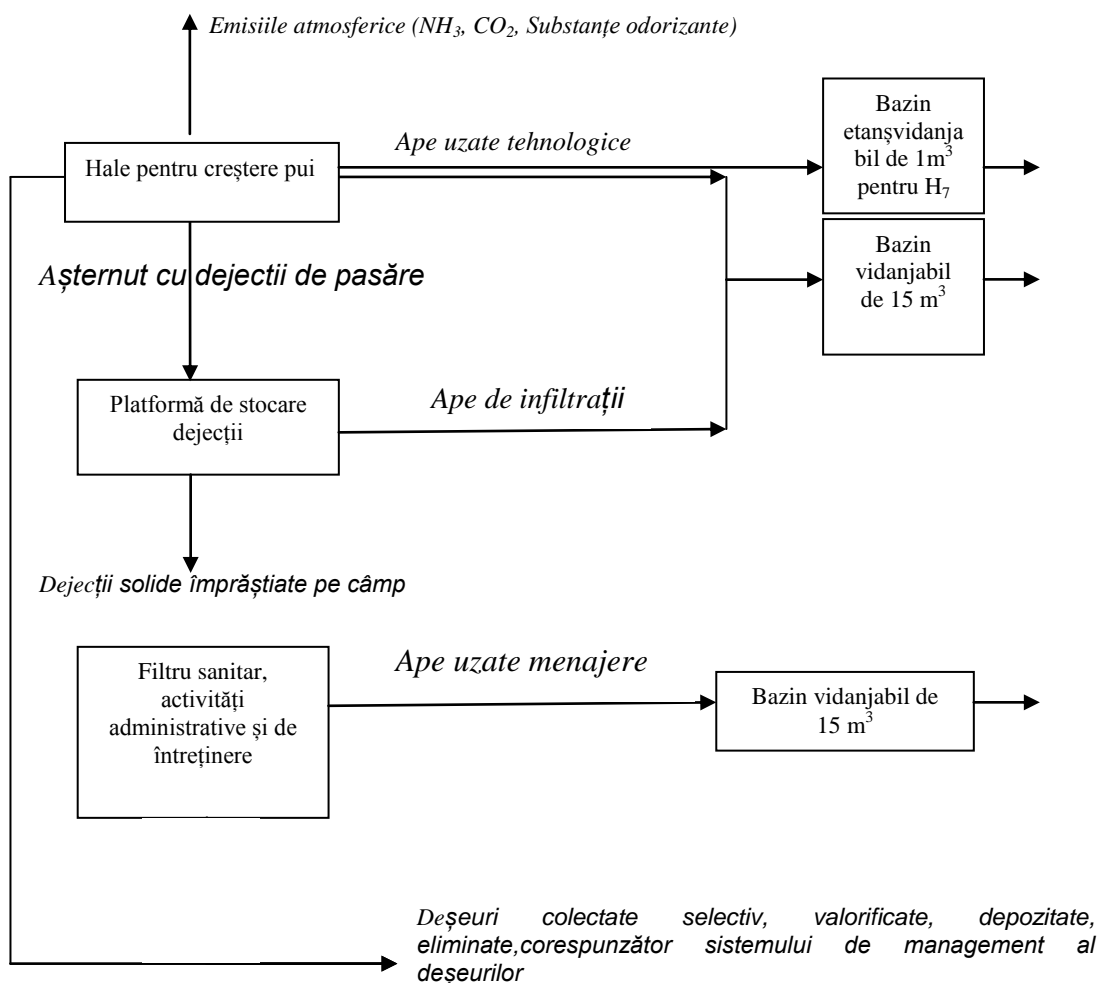 Emisiile atmosferice (NH3, CO2, Substanțe odorizante)
Hale pentru creștere pui
Ape uzate tehnologice
Bazin
etanșvidanja
bil de 1m3
pentru H7
Bazin
vidanjabil
de 15 m3
Așternut cu dejectii de pasăre
Platformă de stocare
dejecții
Ape de infiltrații
Dejecții solide împrăștiate pe câmp
Filtru sanitar,
activități
administrative și de
întreținere
Ape uzate menajere
Bazin vidanjabil de
15 m3
Deșeuri colectate selectiv, valorificate, depozitate,
eliminate,corespunzător sistemului de management al
deșeurilor